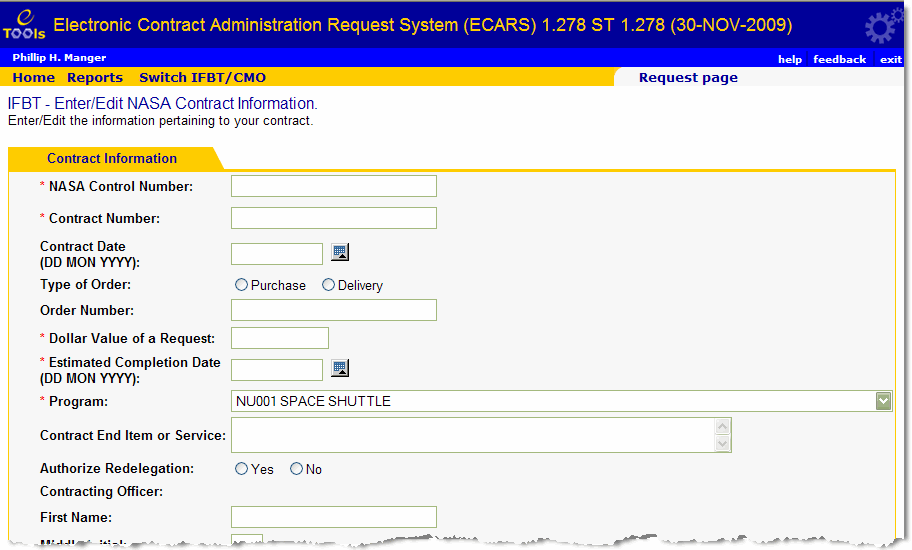 e TOOls
Electronic Contract Administration Request System (ECARS) 1.278 ST 1.278 (30-NOV-2009)
Phillip H. Manger
help feedback exit
Home Reports Switch IFBT/CMO Request page
IFBT - Enter/Edit NASA Contract Information.
Enter/Edit the information pertaining to your contract.
Contract Information
* NASA Control Number:
* Contract Number:
Contract Date
(DD MON YYYY):
Type of Order: Purchase Delivery
Order Number:
* Dollar Value of a Request:
* Estimated Completion Date
(DD MON YYYY):
* Program: NU001 SPACE SHUTTLE
Contract End Item or Service:
Authorize Redelegation: Yes No
Contracting Officer:
First Name: